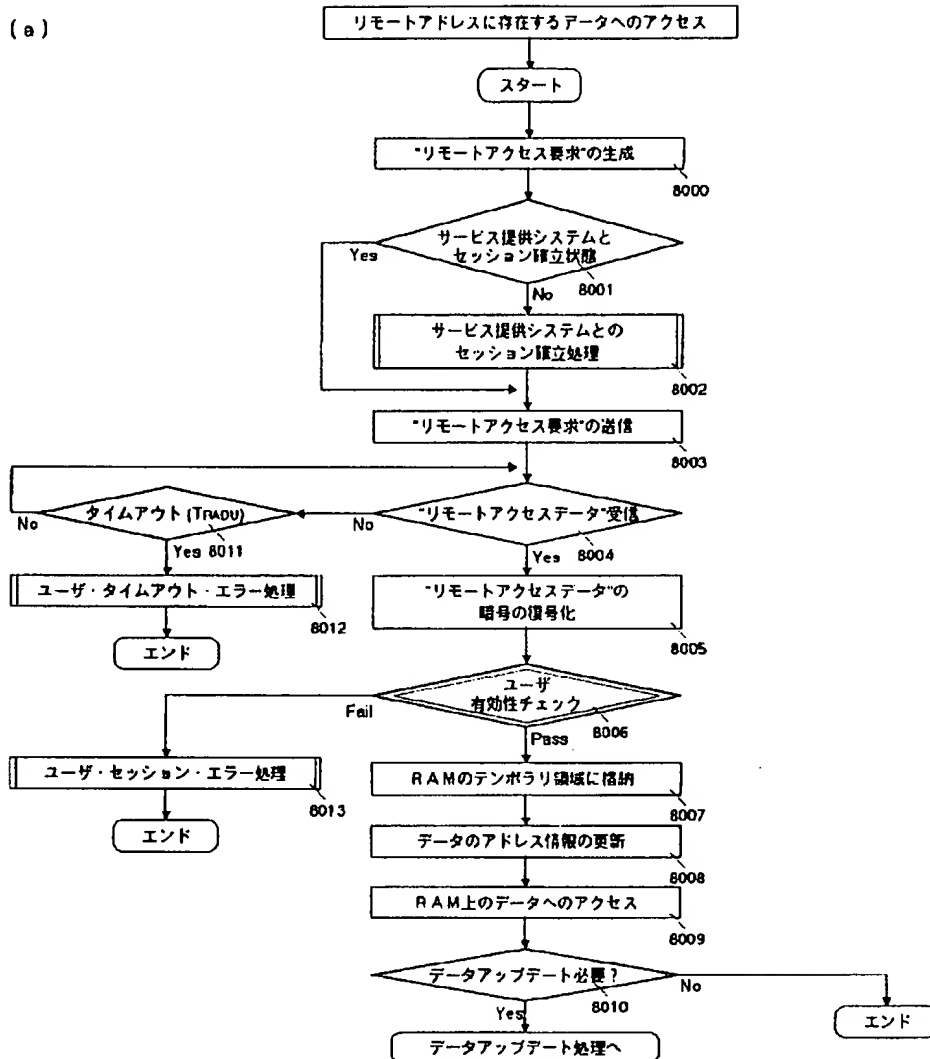 (a)
リモートアドレスに存在するデータへのアクセス
スタート
"リモートアクセス要求"の生成
8000
サービス提供システムと
セッション確立状態
8001
Yes
No
サービス提供システムとの
セッション確立処理
8002
"リモートアクセス要求"の送信
8003
"リモートアクセスデータ"受信
8004
No
Yes
タイムアウト(TRADU)
8011
No
Yes
ユーザ・タイムアウト・エラー処理
8012
エンド
"リモートアクセスデータ"の
暗号の復号化
8005
ユーザ
有効性チェック
8006
Fail
Pass
ユーザ・セッション・エラー処理
8013
エンド
RAMのテンポラリ領域に格納
8007
データのアドレス情報の更新
8008
RAM上のデータへのアクセス
8009
データアップデート必要?
8010
No
Yes
エンド
データアップデート処理へ